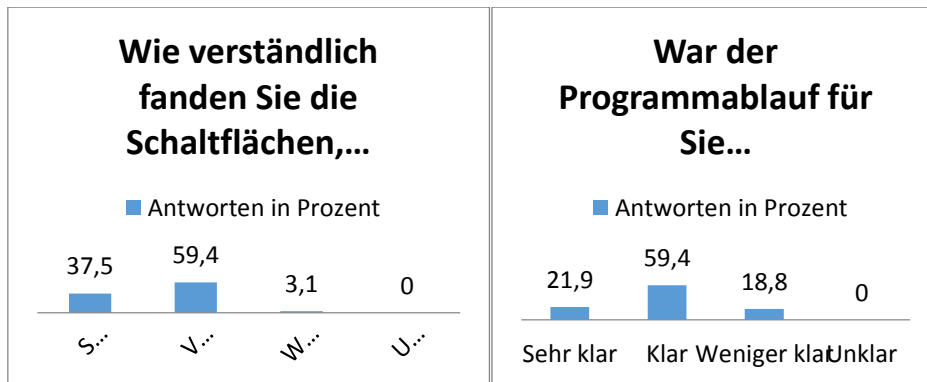 Wie verständlich
fanden Sie die
Schaltflächen,...
Antworten in Prozent
37,5 59,4 3,1 0
S... V... W... U...
War der
Programmablauf für
Sie...
Antworten in Prozent
21,9 59,4 18,8 0
Sehr klar Klar Weniger klar Unklar